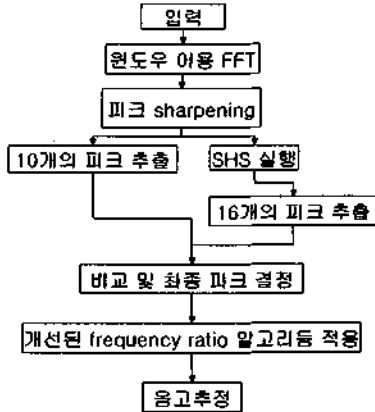 입력
윈도우 이용 FFT
피크 sharpening
10개의 피크 추출
SHS 실행
16개의 피크 추출
비교 및 최종 파크 결정
개선된 frequency ratio 알고리듬 적용
음고추정